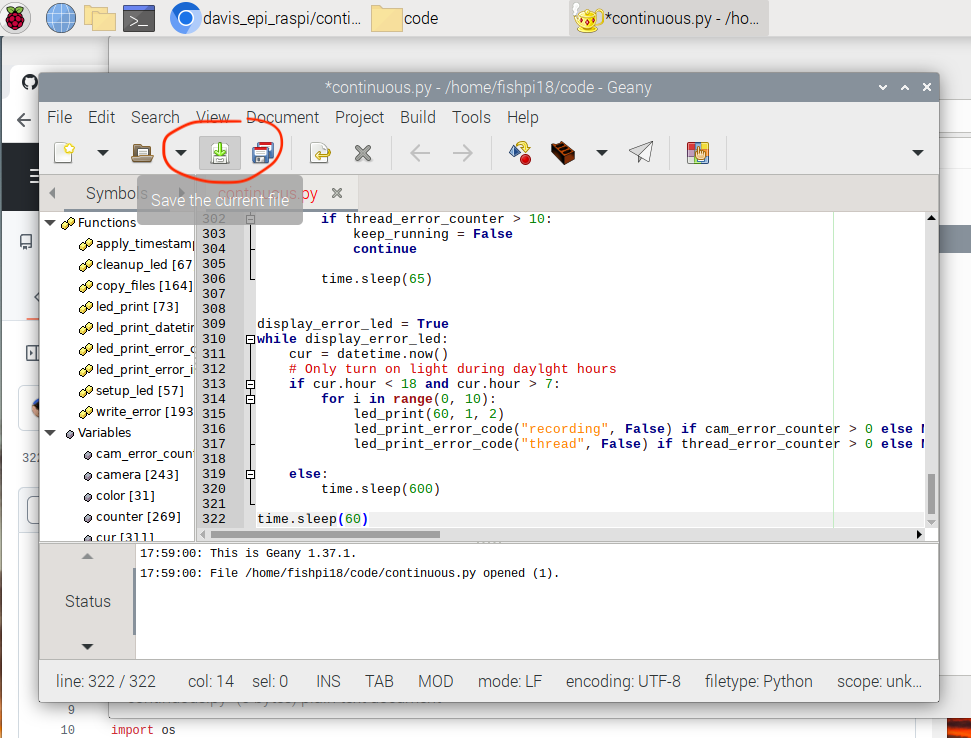 davis_epi_raspi/conti...
code
*continuous.py - /ho...
*continuous.py - /home/fishpi18/code - Geany
File Edit Search View Document Project Build Tools Help
Symbols
continuous.py
Save the current file
Functions
apply_timestam
cleanup_led [67
copy_files [164]
led_print [73]
led_print_datetin
led_print_error_c
led_print_error_i
setup_led [57]
write_error [193
Variables
cam_error_coun
camera [243]
color [31]
counter [269]
cur [311]
302 if thread_error_counter > 10:
303 keep_running = False
304 continue
305
306 time.sleep(65)
307
308
309 display_error_led = True
310 while display_error_led:
311 cur = datetime.now()
312 # Only turn on light during daylght hours
313 if cur.hour < 18 and cur.hour > 7:
314 for i in range(0, 10):
315 led_print(60, 1, 2)
316 led_print_error_code("recording", False) if cam_error_counter > 0 else N
317 led_print_error_code("thread", False) if thread_error_counter > 0 else N
318
319 else:
320 time.sleep(600)
321
322 time.sleep(60)
322
Status
17:59:00: This is Geany 1.37.1.
17:59:00: File /home/fishpi18/code/continuous.py opened (1).
line: 322 / 322 col: 14 sel: 0 INS TAB MOD mode: LF encoding: UTF-8 filetype: Python scope: unk...
9
10 import os